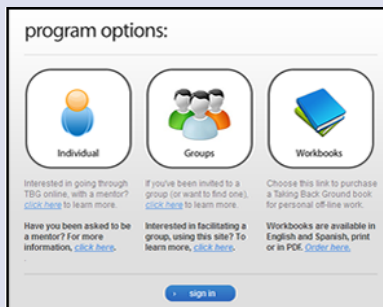 program options:
Individual
Groups
Workbooks
Interested in going through
TBG online, with a mentor?
click here to learn more.
Have you been asked to be
a mentor? For more
information, click here.
.
If you've been invited to a
group (or want to find one),
click here to learn more.
Interested in facilitating a
group, using this site? To
learn more, click here.
Choose this link to purchase
a Taking Back Ground book
for personal off-line work.
Workbooks are available in
English and Spanish, print
or in PDF. Order here.
sign in